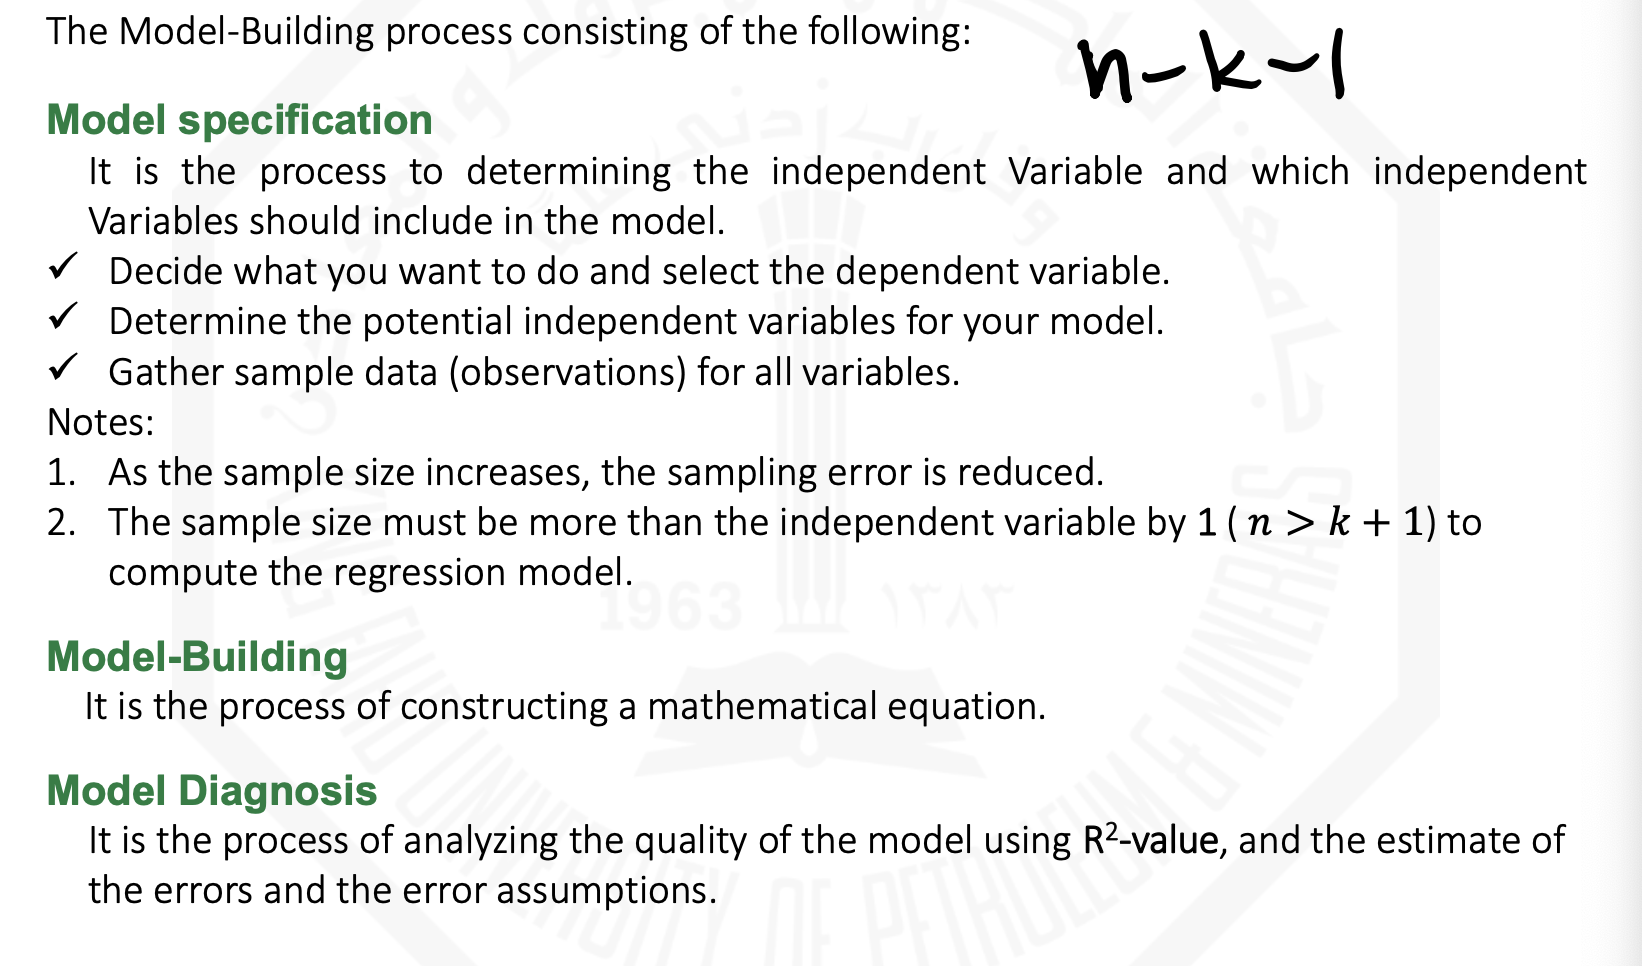 The Model-Building process consisting of the following:
n-k-1
Model specification
It is the process to determining the independent Variable and which independent
Variables should include in the model.
✓ Decide what you want to do and select the dependent variable.
✓ Determine the potential independent variables for your model.
✓ Gather sample data (observations) for all variables.
Notes:
1. As the sample size increases, the sampling error is reduced.
2. The sample size must be more than the independent variable by 1 ( n > k + 1) to
compute the regression model.
1963 ١٣٨٣
Model-Building
It is the process of constructing a mathematical equation.
Model Diagnosis
It is the process of analyzing the quality of the model using R²-value, and the estimate of
the errors and the error assumptions.
KING FAHD UNIVERSITY OF PETROLEUM & MINERALS